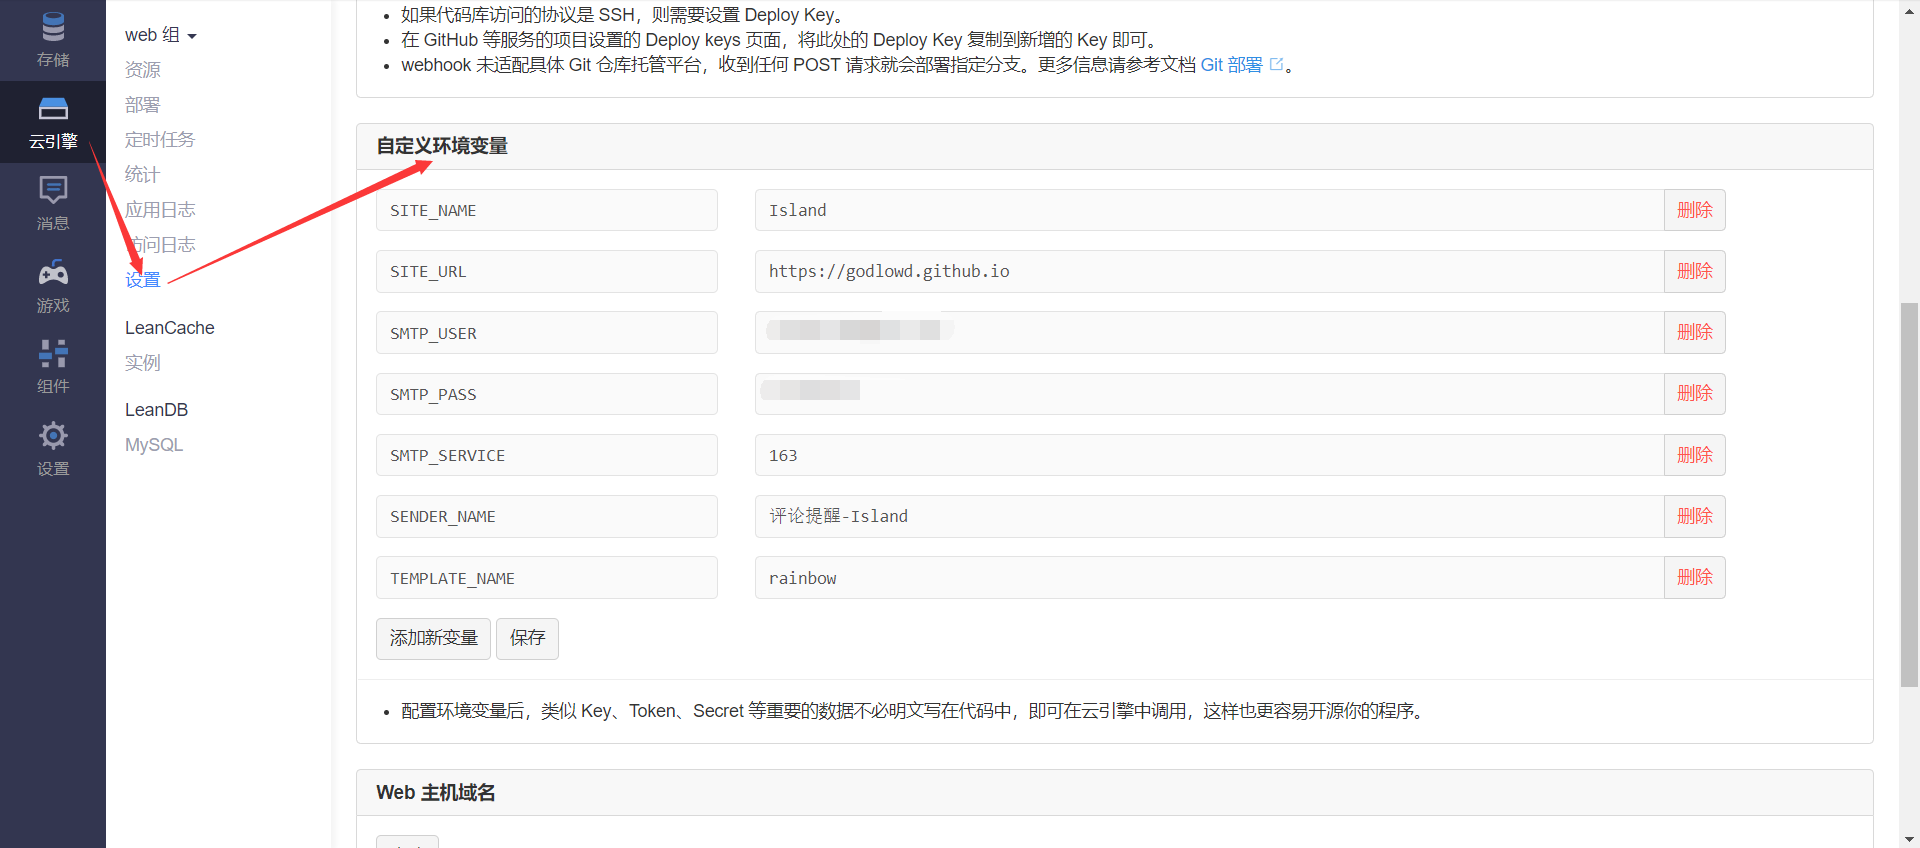 存储
云引擎
消息
游戏
组件
设置
web 组
资源
部署
定时任务
统计
应用日志
访问日志
设置
LeanCache
实例
LeanDB
MySQL
如果代码库访问的协议是 SSH，则需要设置 Deploy Key。
在 GitHub 等服务的项目设置的 Deploy keys 页面，将此处的 Deploy Key 复制到新增的 Key 即可。
webhook 未适配具体 Git 仓库托管平台，收到任何 POST 请求就会部署指定分支。更多信息请参考文档 Git 部署。
自定义环境变量
SITE_NAME Island 删除
SITE_URL https://godlowd.github.io 删除
SMTP_USER 删除
SMTP_PASS 删除
SMTP_SERVICE 163 删除
SENDER_NAME 评论提醒-Island 删除
TEMPLATE_NAME rainbow 删除
添加新变量 保存
配置环境变量后，类似 Key、Token、Secret 等重要的数据不必明文写在代码中，即可在云引擎中调用，这样也更容易开源你的程序。
Web 主机域名